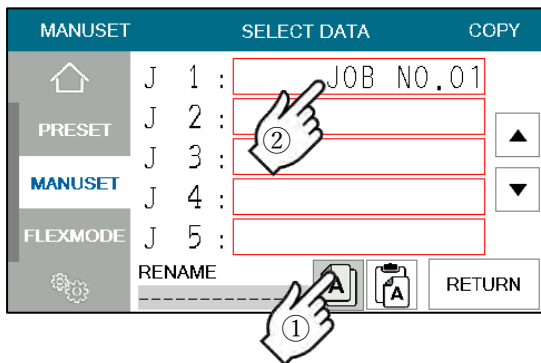 MANUSET SELECT DATA COPY
J 1 : JOB NO.01
PRESET J 2 :
②
J 3 :
MANUSET J 4 :
FLEXMODE J 5 :
RENAME A A RETURN
①